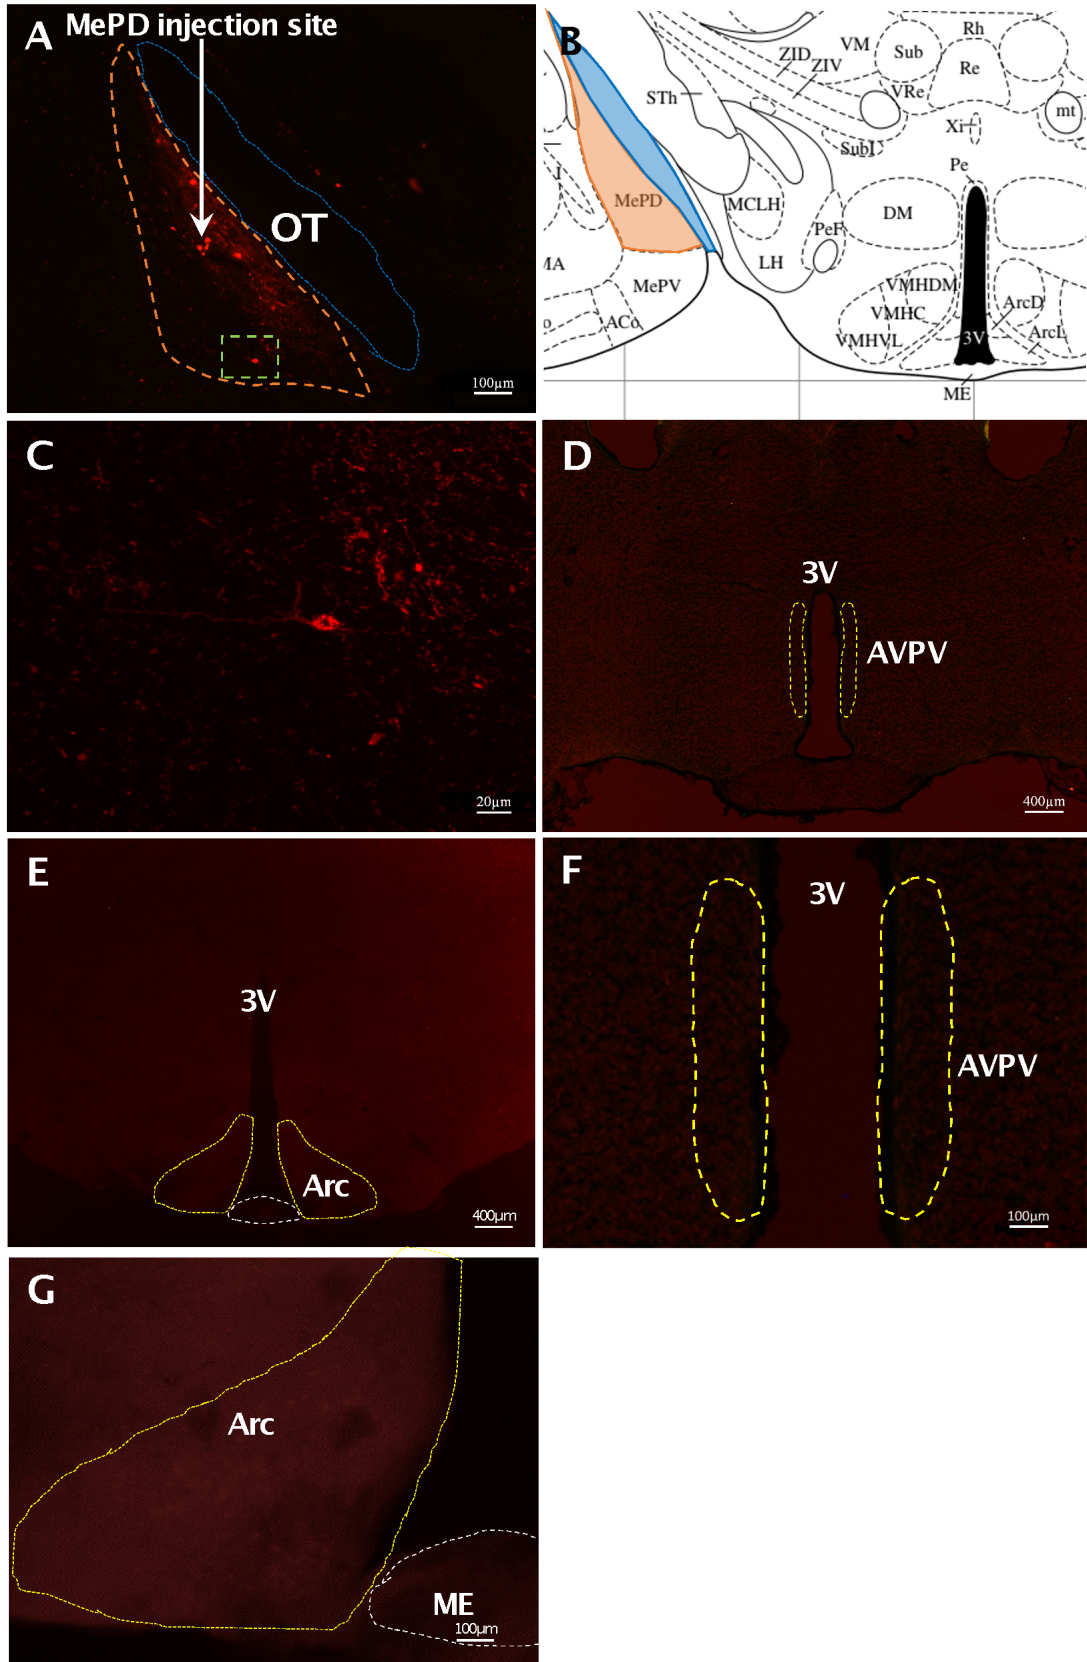 A
MePD injection site
OT
100µm
B
ZID
ZIV
VM
Sub
Rh
Re
VRe
mt
STh
Xi
SubI
Pe
I
MePD
MCLH
PeF
DM
LH
MePV
ACo
VMHDM
VMHC
VMHVL
ArcD
ArcL
3V
ME
C
20µm
D
3V
AVPV
400µm
E
3V
Arc
400µm
F
3V
AVPV
100µm
G
Arc
ME
100µm